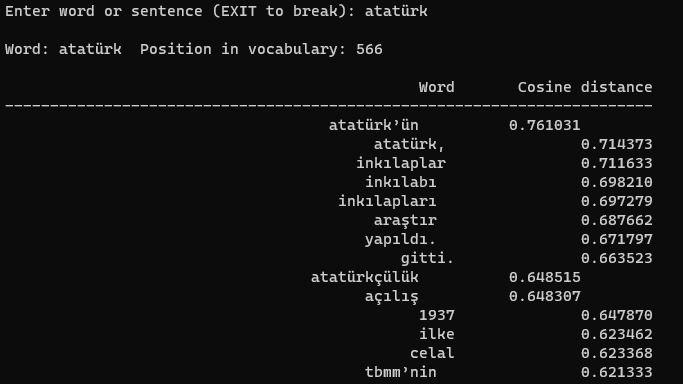 Enter word or sentence (EXIT to break): atatürk
Word: atatürk  Position in vocabulary: 566
Word       Cosine distance
------------------------------------------------------------------------
atatürk’ün          0.761031
atatürk,               0.714373
inkılaplar               0.711633
inkılabı                0.698210
inkılapları                0.697279
araştır                0.687662
yapıldı.                0.671797
gitti.              0.663523
atatürkçülük          0.648515
açılış          0.648307
1937              0.647870
ilke              0.623462
celal              0.623368
tbmm’nin                0.621333